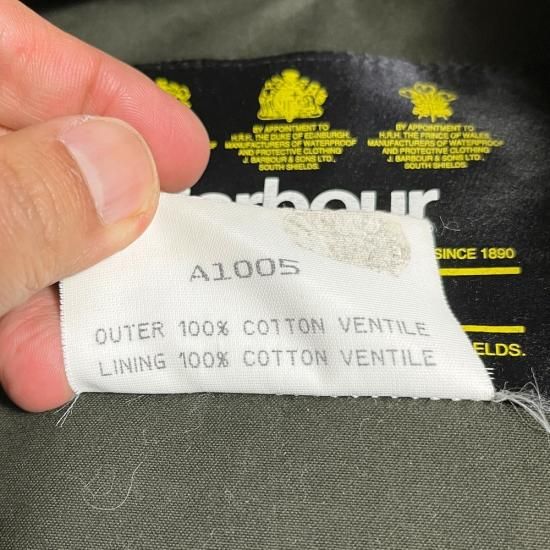 BY APPOINTMENT TO
H.R.H. THE DUKE OF EDINBURGH,
MANUFACTURERS OF WATERPROOF
AND PROTECTIVE CLOTHING
J. BARBOUR & SONS LTD.,
SOUTH SHIELDS.
BY APPOINTMENT TO
H.R.H. THE PRINCE OF WALES,
MANUFACTURERS OF WATERPROOF
AND PROTECTIVE CLOTHING
J. BARBOUR & SONS LTD.,
SOUTH SHIELDS.
arbour
SINCE 1890
ELDS.
A1005
OUTER 100% COTTON VENTILE
LINING 100% COTTON VENTILE